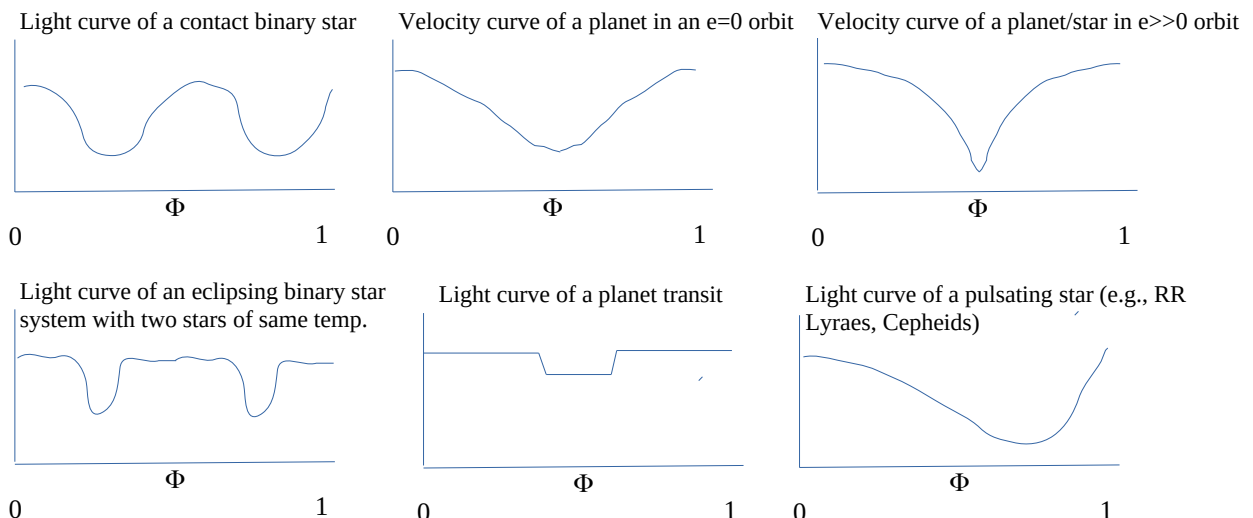 Light curve of a contact binary star
Φ
0
1
Velocity curve of a planet in an e=0 orbit
Φ
0
1
Velocity curve of a planet/star in e>>0 orbit
Φ
0
1
Light curve of an eclipsing binary star
system with two stars of same temp.
Φ
0
1
Light curve of a planet transit
Φ
0
1
Light curve of a pulsating star (e.g., RR
Lyraes, Cepheids)
Φ
0
1